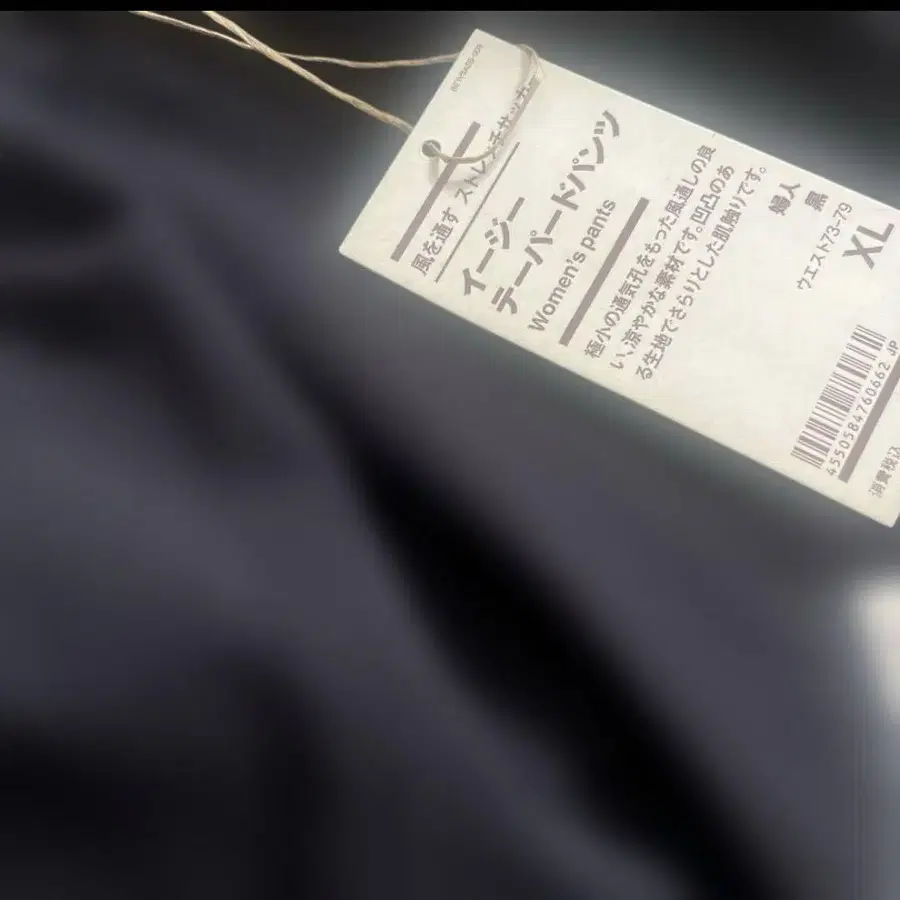 風を通す ストレッチサッカー
イージー
テーパードパンツ
Women's pants
極小の通気孔をもった風通しの良
い、涼やかな素材です。凹凸のあ
る生地でさらりとした肌触りです。
婦人
黒
ウエスト73-79
XL
4550584760662 JP
消費税込